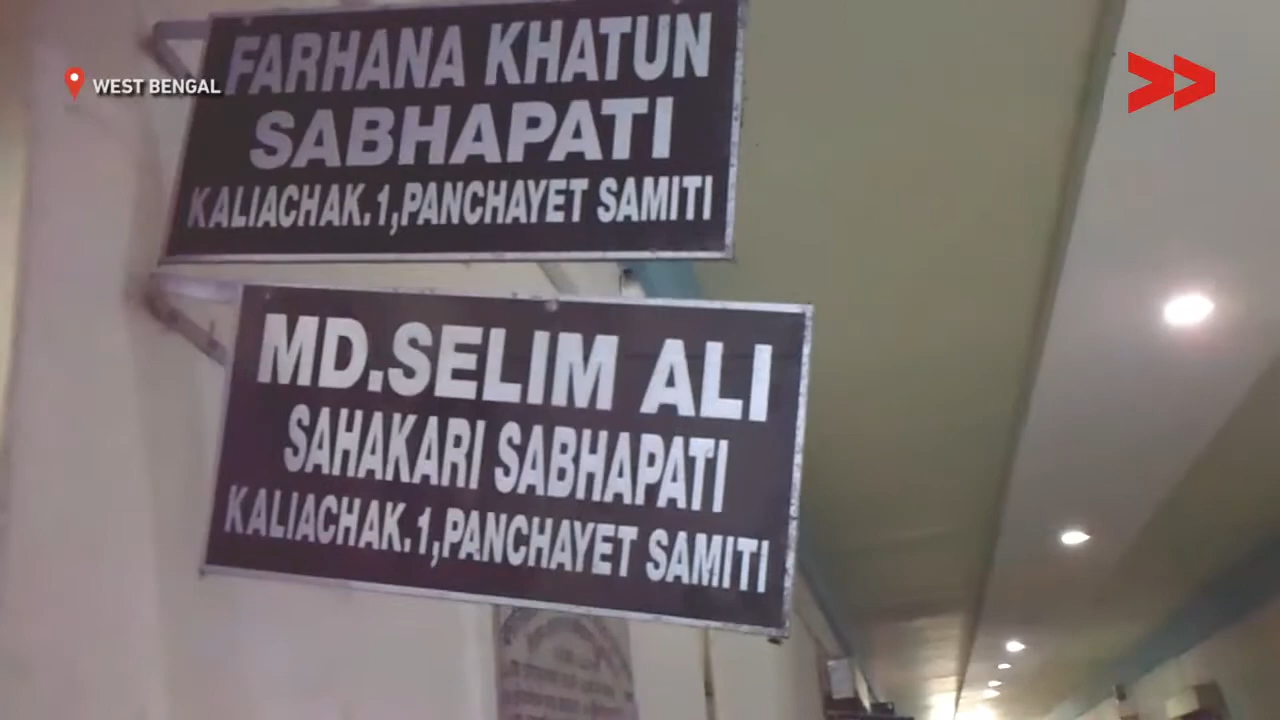 WEST BENGAL
FARHANA KHATUN
SABHAPATI
KALIACHAK.1,PANCHAYET SAMITI
MD.SELIM ALI
SAHAKARI SABHAPATI
KALIACHAK.1,PANCHAYET SAMITI